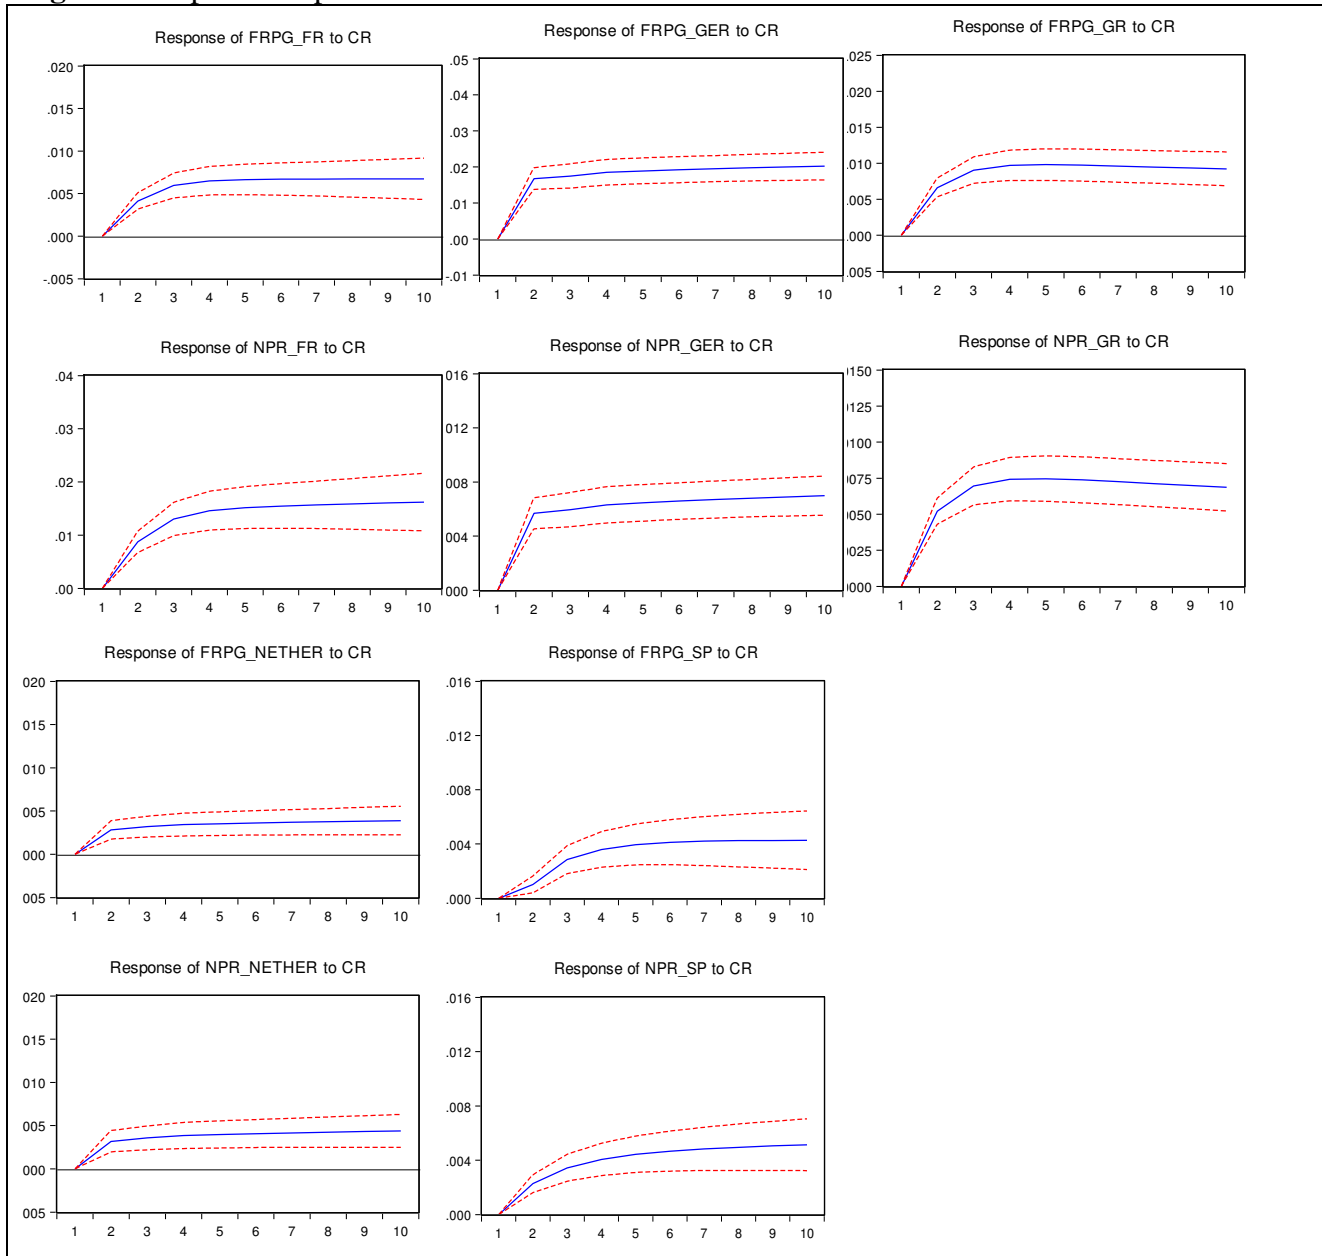 Response of FRPG_FR to CR
.020
.015
.010
.005
.000
-.005
1 2 3 4 5 6 7 8 9 10
Response of FRPG_GER to CR
.05
.04
.03
.02
.01
.00
-.01
1 2 3 4 5 6 7 8 9 10
Response of FRPG_GR to CR
.025
.020
.015
.010
.005
.000
.005
1 2 3 4 5 6 7 8 9 10
Response of NPR_FR to CR
.04
.03
.02
.01
.00
1 2 3 4 5 6 7 8 9 10
Response of NPR_GER to CR
016
012
008
004
000
1 2 3 4 5 6 7 8 9 10
Response of NPR_GR to CR
150
125
100
075
050
025
000
1 2 3 4 5 6 7 8 9 10
Response of FRPG_NETHER to CR
020
015
010
005
000
005
1 2 3 4 5 6 7 8 9 10
Response of FRPG_SP to CR
.016
.012
.008
.004
.000
1 2 3 4 5 6 7 8 9 10
Response of NPR_NETHER to CR
020
015
010
005
000
005
1 2 3 4 5 6 7 8 9 10
Response of NPR_SP to CR
.016
.012
.008
.004
.000
1 2 3 4 5 6 7 8 9 10